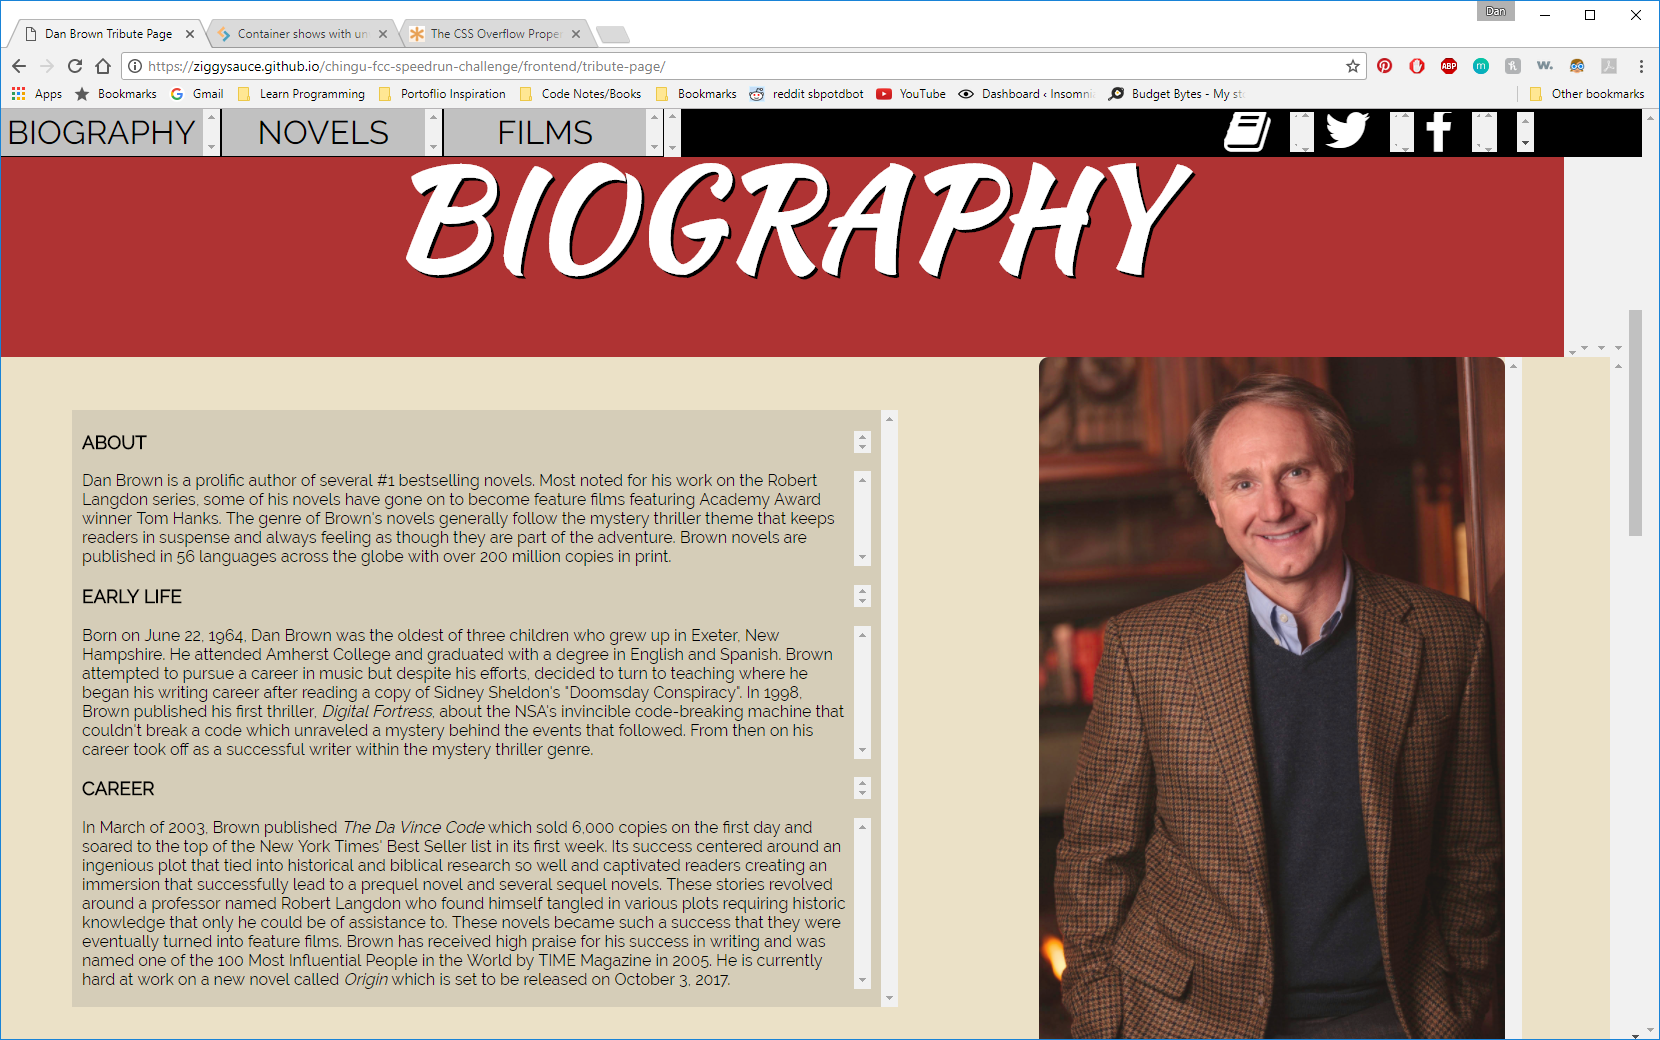 Dan
Dan Brown Tribute Page
Container shows with un
The CSS Overflow Proper
https://ziggysauce.github.io/chingu-fcc-speedrun-challenge/frontend/tribute-page/
ABP
m
h
w.
Apps Bookmarks Gmail Learn Programming Portoflio Inspiration Code Notes/Books Bookmarks reddit sbpotdbot YouTube Dashboard ‹ Insomni Budget Bytes - My st Other bookmarks
BIOGRAPHY NOVELS FILMS
BIOGRAPHY
ABOUT
Dan Brown is a prolific author of several #1 bestselling novels. Most noted for his work on the Robert
Langdon series, some of his novels have gone on to become feature films featuring Academy Award
winner Tom Hanks. The genre of Brown's novels generally follow the mystery thriller theme that keeps
readers in suspense and always feeling as though they are part of the adventure. Brown novels are
published in 56 languages across the globe with over 200 million copies in print.
EARLY LIFE
Born on June 22, 1964, Dan Brown was the oldest of three children who grew up in Exeter, New
Hampshire. He attended Amherst College and graduated with a degree in English and Spanish. Brown
attempted to pursue a career in music but despite his efforts, decided to turn to teaching where he
began his writing career after reading a copy of Sidney Sheldon's "Doomsday Conspiracy". In 1998,
Brown published his first thriller, Digital Fortress, about the NSA's invincible code-breaking machine that
couldn't break a code which unraveled a mystery behind the events that followed. From then on his
career took off as a successful writer within the mystery thriller genre.
CAREER
In March of 2003, Brown published The Da Vince Code which sold 6,000 copies on the first day and
soared to the top of the New York Times' Best Seller list in its first week. Its success centered around an
ingenious plot that tied into historical and biblical research so well and captivated readers creating an
immersion that successfully lead to a prequel novel and several sequel novels. These stories revolved
around a professor named Robert Langdon who found himself tangled in various plots requiring historic
knowledge that only he could be of assistance to. These novels became such a success that they were
eventually turned into feature films. Brown has received high praise for his success in writing and was
named one of the 100 Most Influential People in the World by TIME Magazine in 2005. He is currently
hard at work on a new novel called Origin which is set to be released on October 3, 2017.